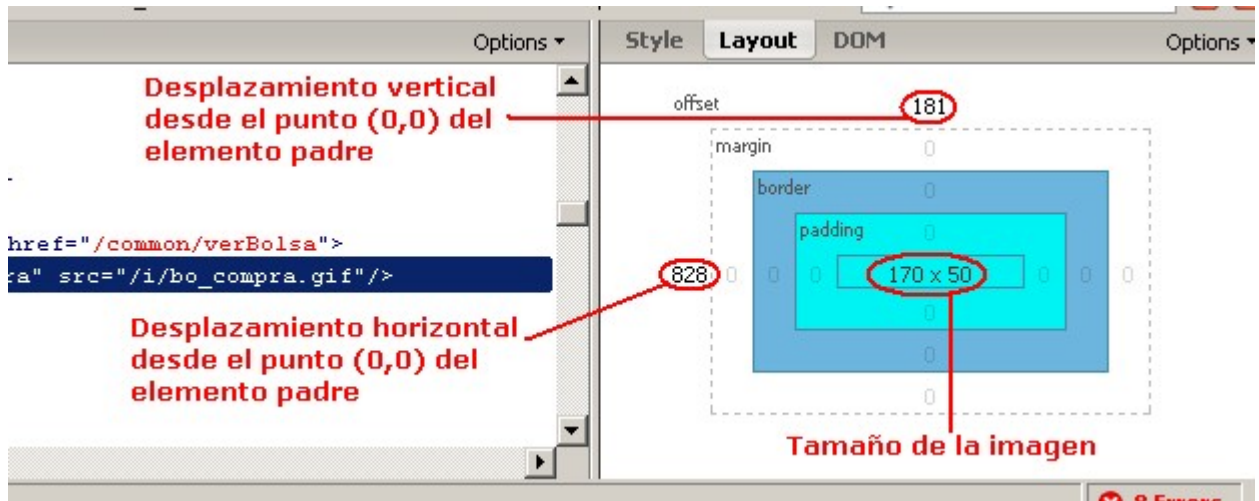 Options
Desplazamiento vertical
desde el punto (0,0) del
elemento padre
href="/common/verBolsa">
ra" src="/i/bo_compra.gif"/>
Desplazamiento horizontal
desde el punto (0,0) del
elemento padre
Style Layout DOM Options
offset 181
margin 0
border 0
padding 0
828 0 0 0 170 x 50 0 0 0
0
0
0
Tamaño de la imagen